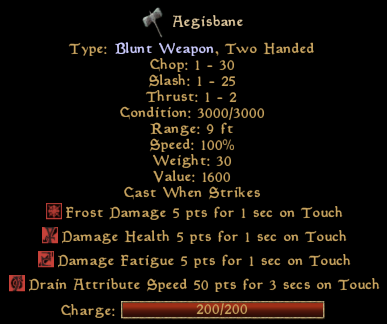 Aegisbane
Type: Blunt Weapon, Two Handed
Chop: 1 - 30
Slash: 1 - 25
Thrust: 1 - 2
Condition: 3000/3000
Range: 9 ft
Speed: 100%
Weight: 30
Value: 1600
Cast When Strikes
Frost Damage 5 pts for 1 sec on Touch
Damage Health 5 pts for 1 sec on Touch
Damage Fatigue 5 pts for 1 sec on Touch
Drain Attribute Speed 50 pts for 3 secs on Touch
Charge: 200/200